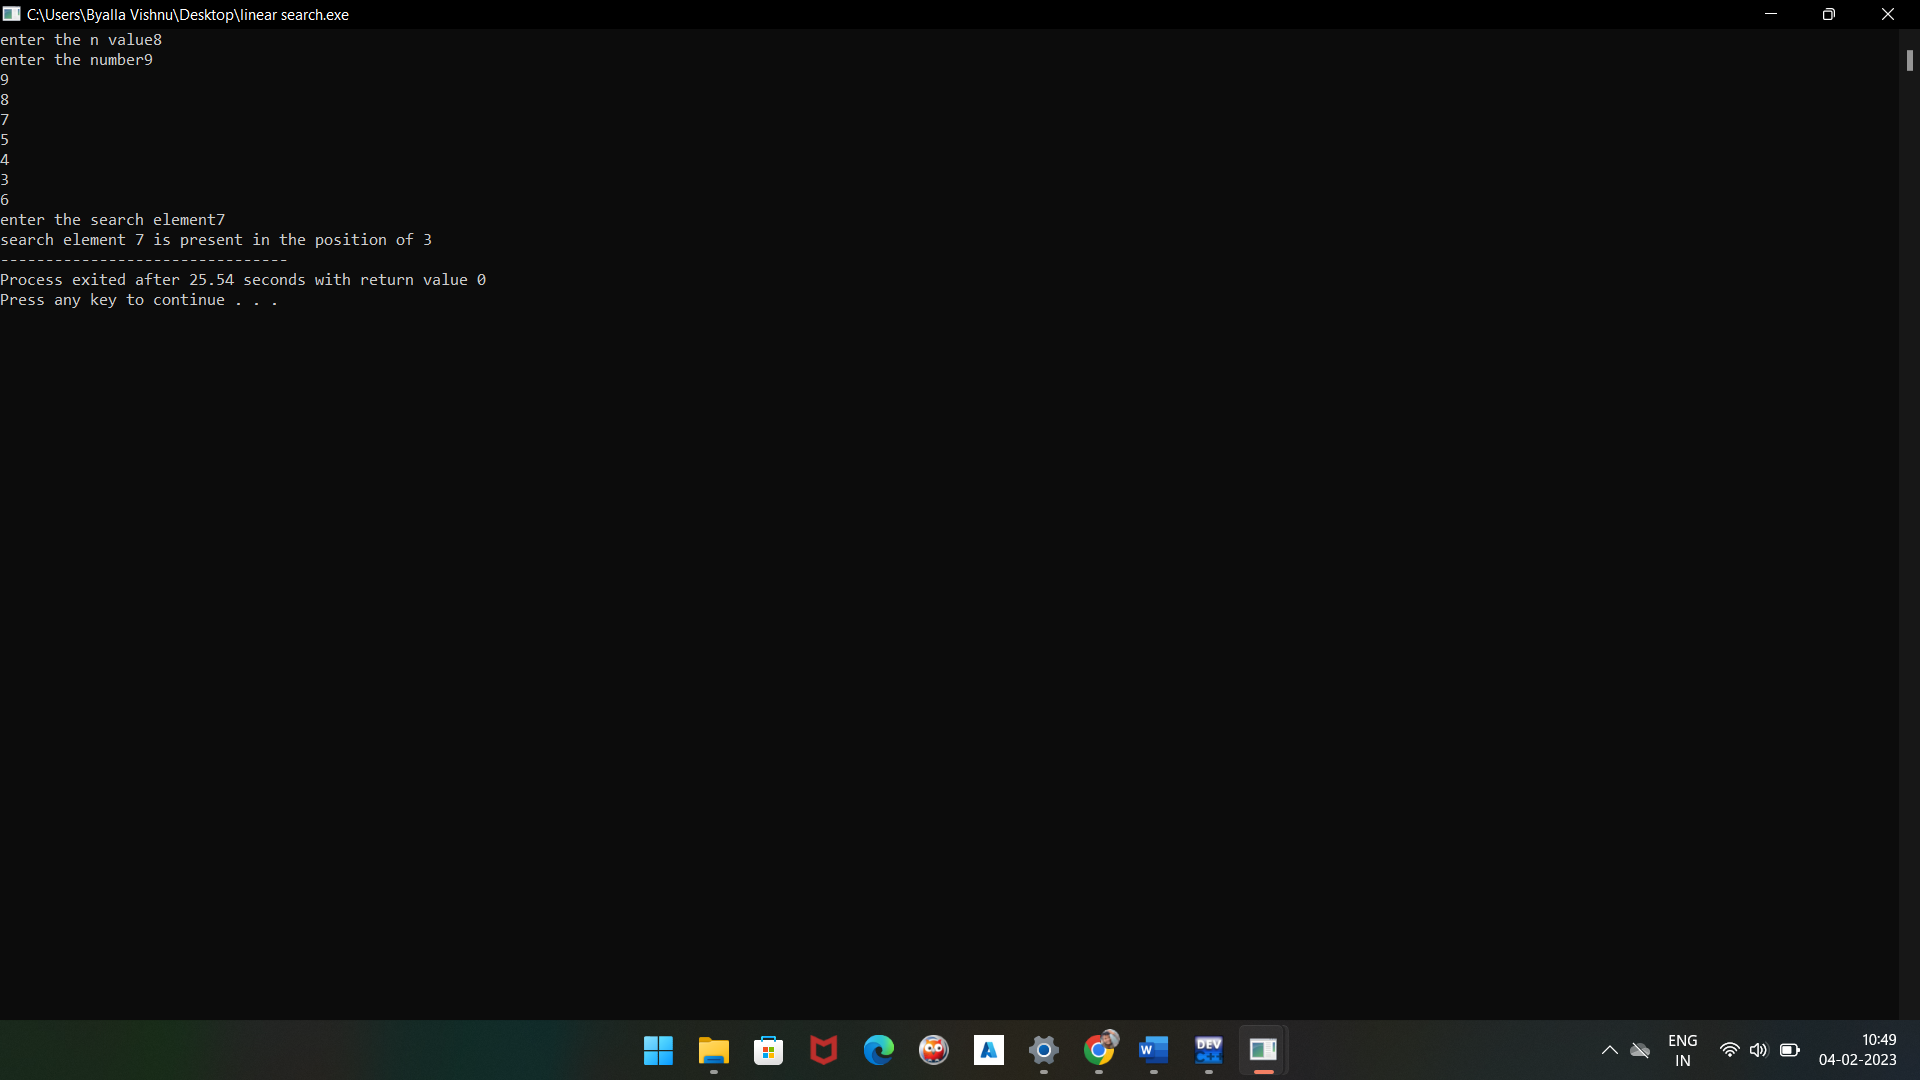 C:\Users\Byalla Vishnu\Desktop\linear search.exe
enter the n value8
enter the number9
9
8
7
5
4
3
6
enter the search element7
search element 7 is present in the position of 3
--------------------------------
Process exited after 25.54 seconds with return value 0
Press any key to continue . . .
W
DEV
C++
ENG
IN
10:49
04-02-2023